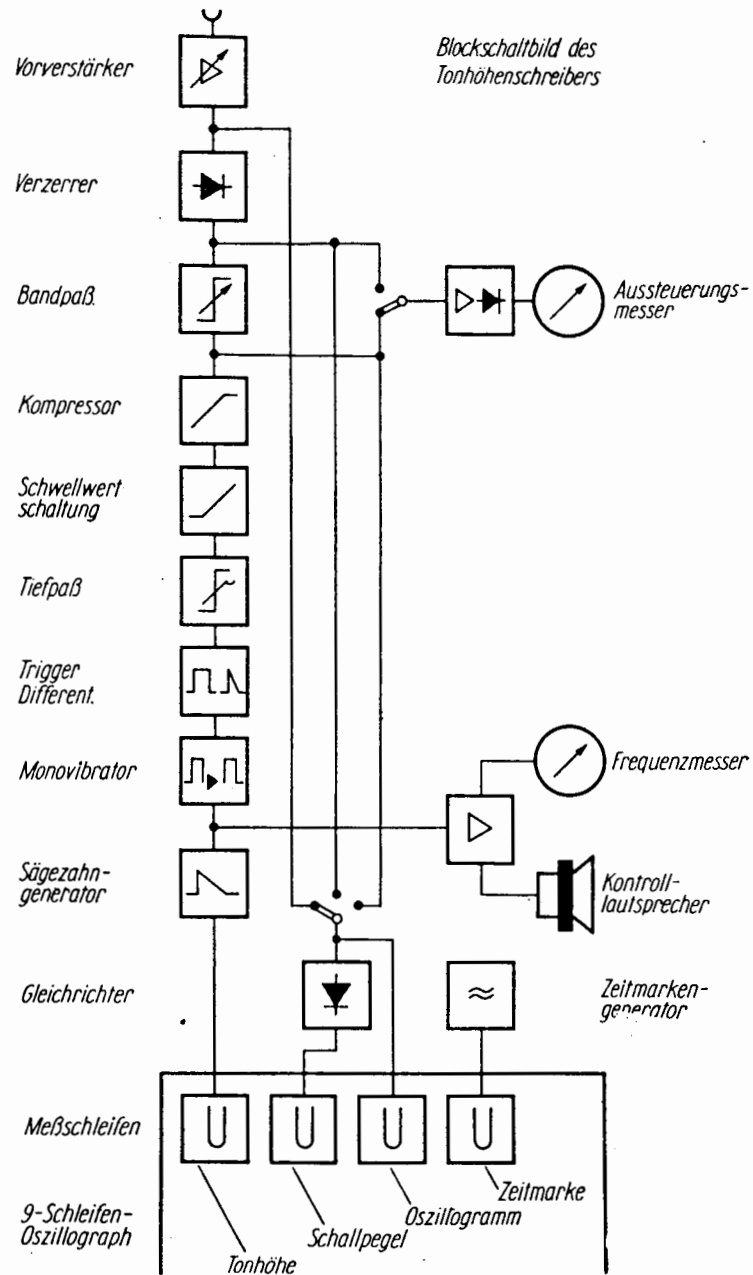 Blockschaltbild des
Tonhöhenschreibers
Vorverstärker
Verzerrer
Bandpaß.
Aussteuerungs-
messer
Kompressor
Schwellwert
schaltung
Tiefpaß
Trigger
Different.
Monovibrator
Frequenzmesser
Sägezahn-
generator
Kontroll-
lautsprecher
Gleichrichter
≈
Zeitmarken-
generator
Meßschleifen
9-Schleifen-
Oszillograph
Tonhöhe
Schallpegel
Oszillogramm
Zeitmarke